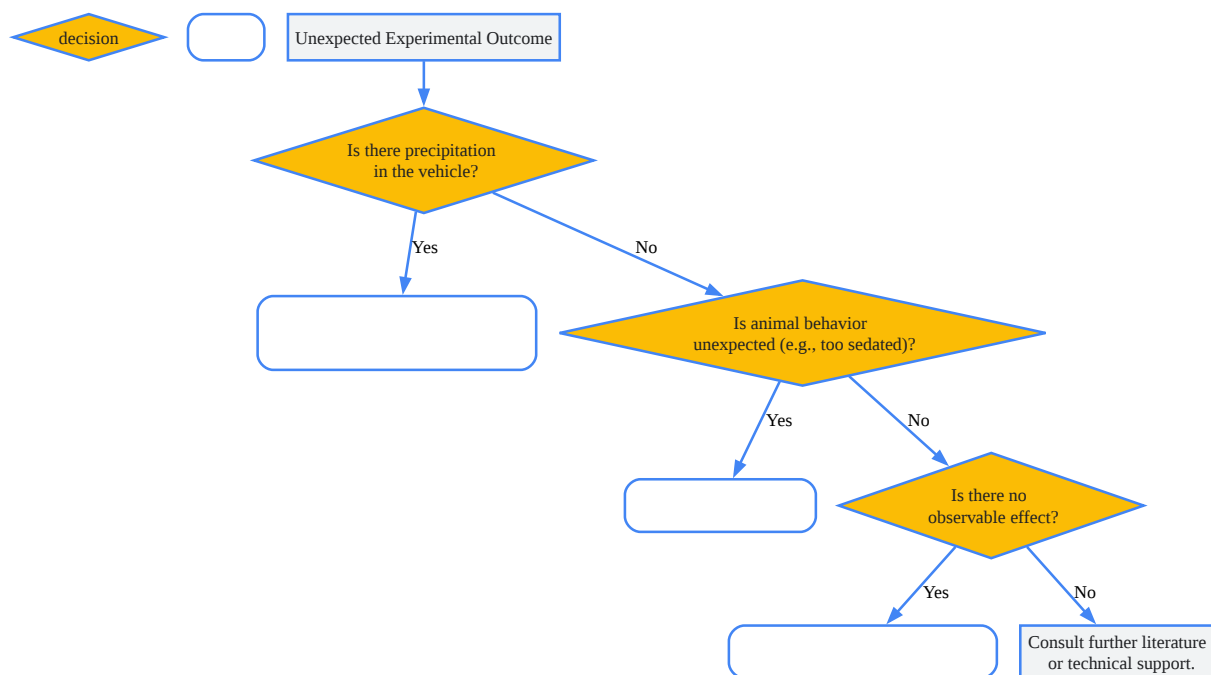 decision
Unexpected Experimental Outcome
Is there precipitation
in the vehicle?
Yes
No
Is animal behavior
unexpected (e.g., too sedated)?
Yes
No
Is there no
observable effect?
Yes
No
Consult further literature
or technical support.